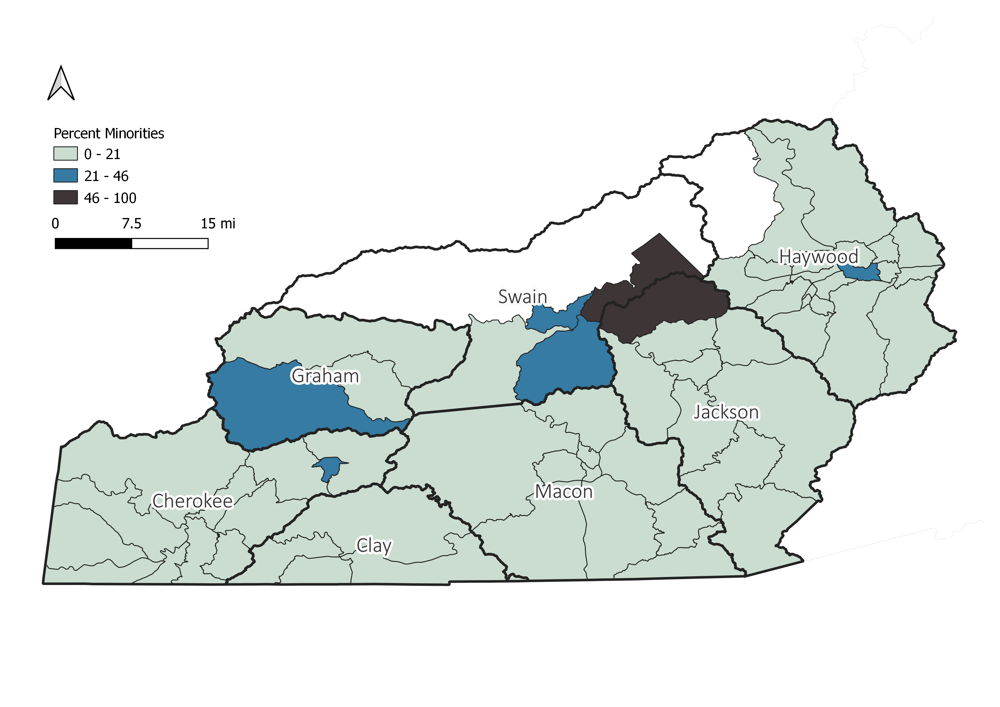 Percent Minorities
0 - 21
21 - 46
46 - 100
0 7.5 15 mi
Haywood
Swain
Graham
Jackson
Macon
Cherokee
Clay